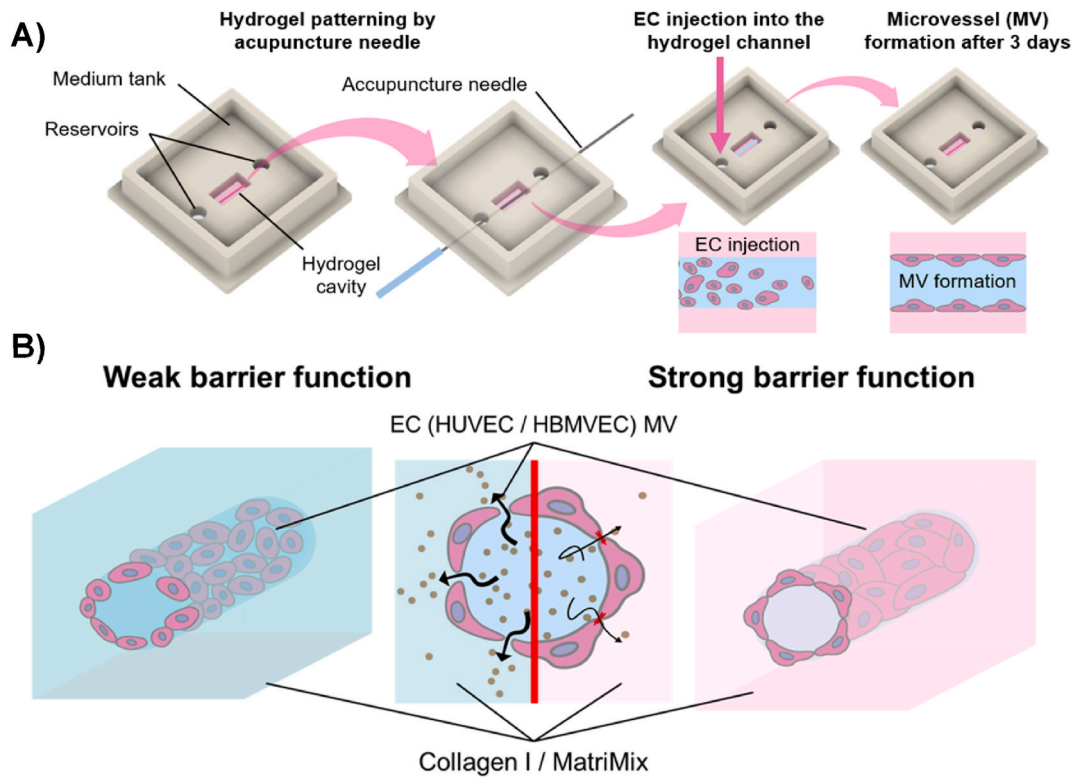 A)
Hydrogel patterning by
acupuncture needle
EC injection into the
hydrogel channel
Microvessel (MV)
formation after 3 days
Medium tank
Accupuncture needle
Reservoirs
Hydrogel
cavity
EC injection
MV formation
B)
Weak barrier function
Strong barrier function
EC (HUVEC / HBMVEC) MV
Collagen I / MatriMix